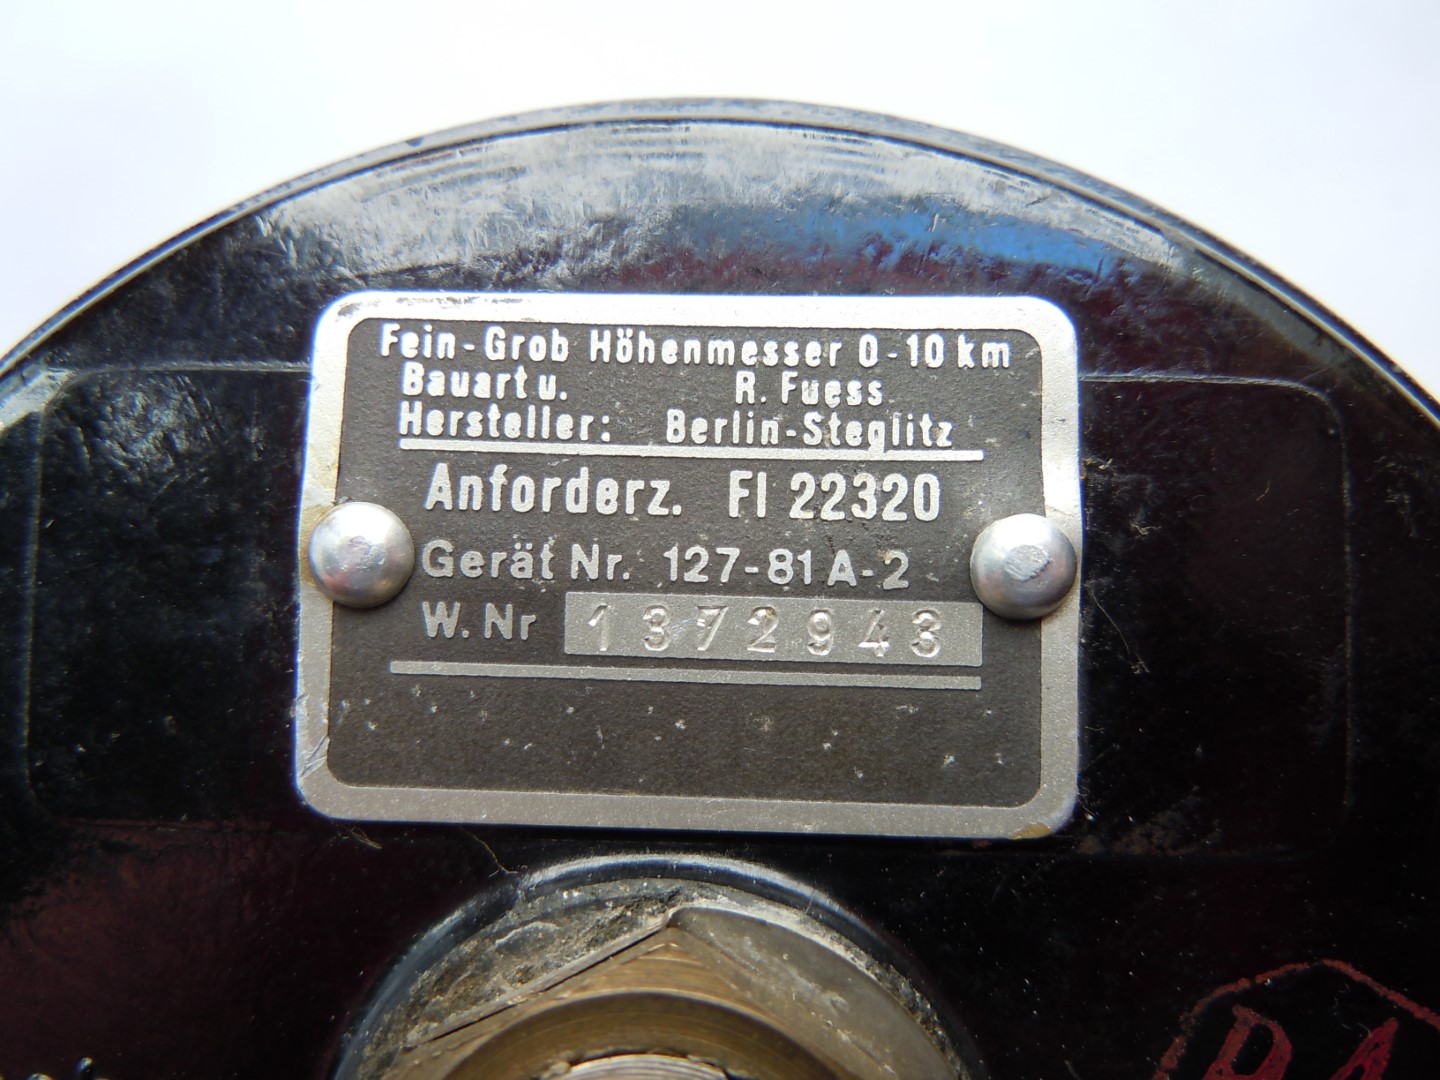 Fein-Grob Höhenmesser 0-10 km
Bauart u. R. Fuess
Hersteller: Berlin-Steglitz
Anforderz. Fl 22320
Gerät Nr. 127-81 A-2
W. Nr 1372943